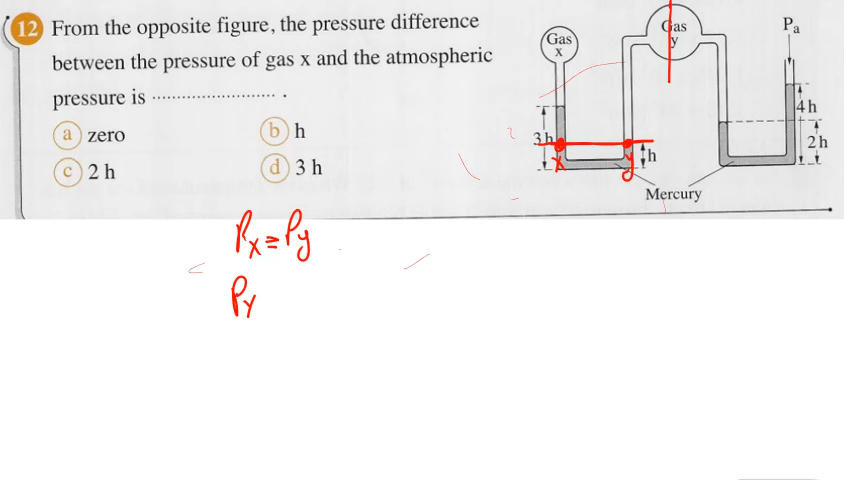 12 From the opposite figure, the pressure difference
between the pressure of gas x and the atmospheric
pressure is ........................ .
a zero
b h
c 2 h
d 3 h
Gas
x
Gas
y
Pa
3h
h
4h
2h
Mercury
x
y
Px = Py
Py